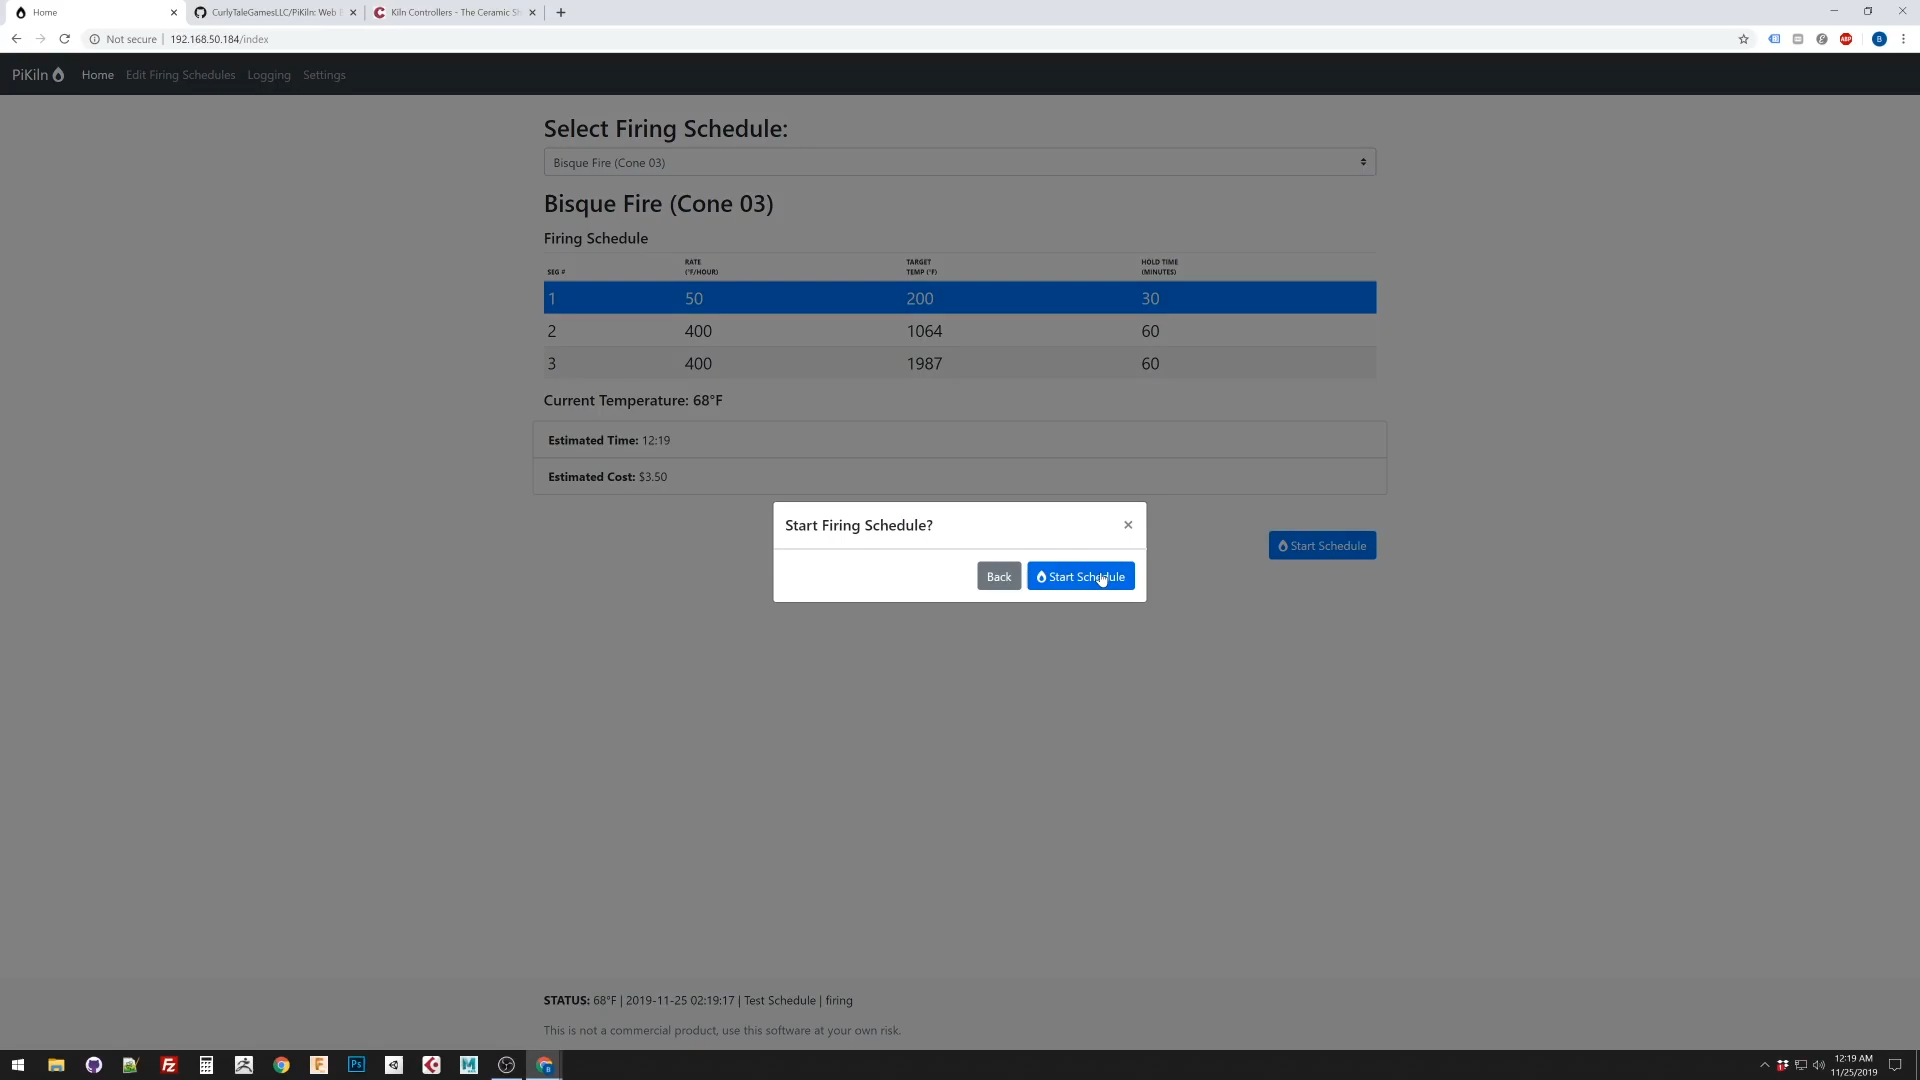 Home
CurlyTaleGamesLLC/PiKiln: Web
Kiln Controllers - The Ceramic
Not secure | 192.168.50.184/index
ABP
B
PiKiln
Home
Edit Firing Schedules
Logging
Settings
Select Firing Schedule:
Bisque Fire (Cone 03)
Bisque Fire (Cone 03)
Firing Schedule
SEG # RATE (°F/HOUR) TARGET TEMP (°F) HOLD TIME (MINUTES)
1 50 200 30
2 400 1064 60
3 400 1987 60
Current Temperature: 68°F
Estimated Time: 12:19
Estimated Cost: $3.50
Start Firing Schedule?
Start Schedule
Back
Start Schedule
STATUS: 68°F | 2019-11-25 02:19:17 | Test Schedule | firing
This is not a commercial product, use this software at your own risk.
Fz
Ps
M
12:19 AM
11/25/2019